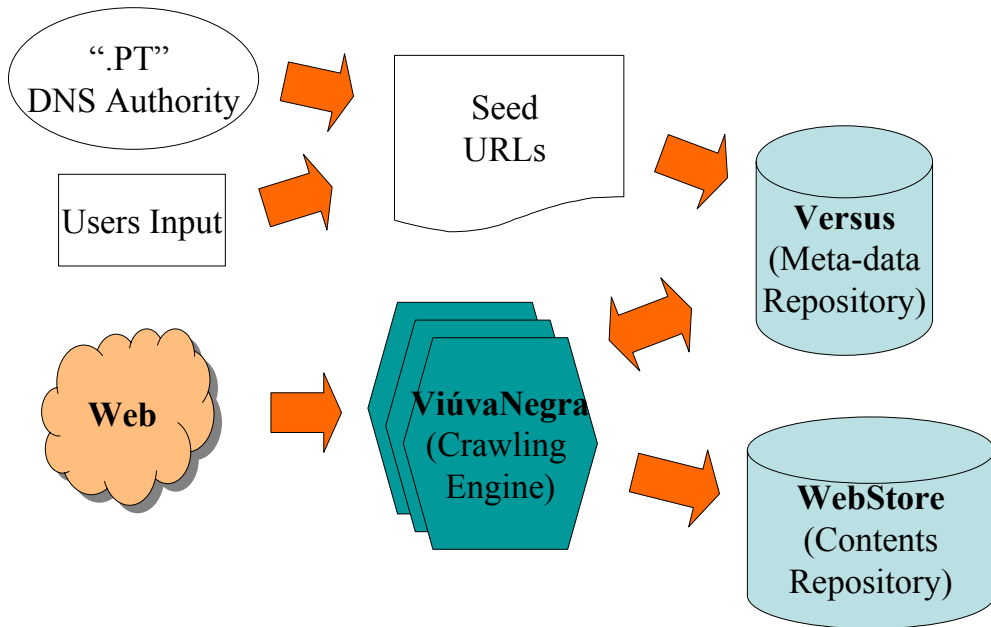 “.PT”
DNS Authority
Seed
URLs
Users Input
Versus
(Meta-data
Repository)
Web
ViúvaNegra
(Crawling
Engine)
WebStore
(Contents
Repository)